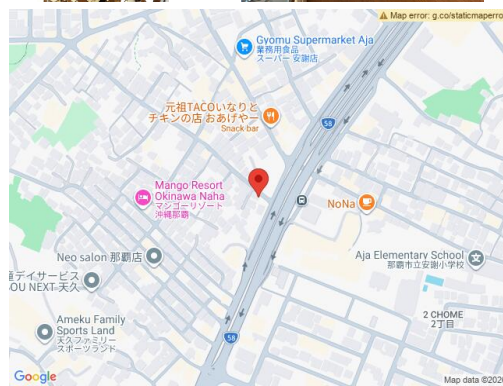 Map error: g.co/staticmaperro
Gyomu Supermarket Aja
業務用食品
スーパー 安謝店
元祖TACOいなりと
チキンの店 おあげやー
Snack bar
58
Mango Resort
Okinawa Naha
マンゴーリゾート
沖縄那覇
NoNa
Neo salon 那覇店
Aja Elementary School
那覇市立安謝小学校
デイサービス
OU NEXT 天久
2 CHOME
2丁目
Ameku Family
Sports Land
天久ファミリー
スポーツランド
58
Google
Map data ©202